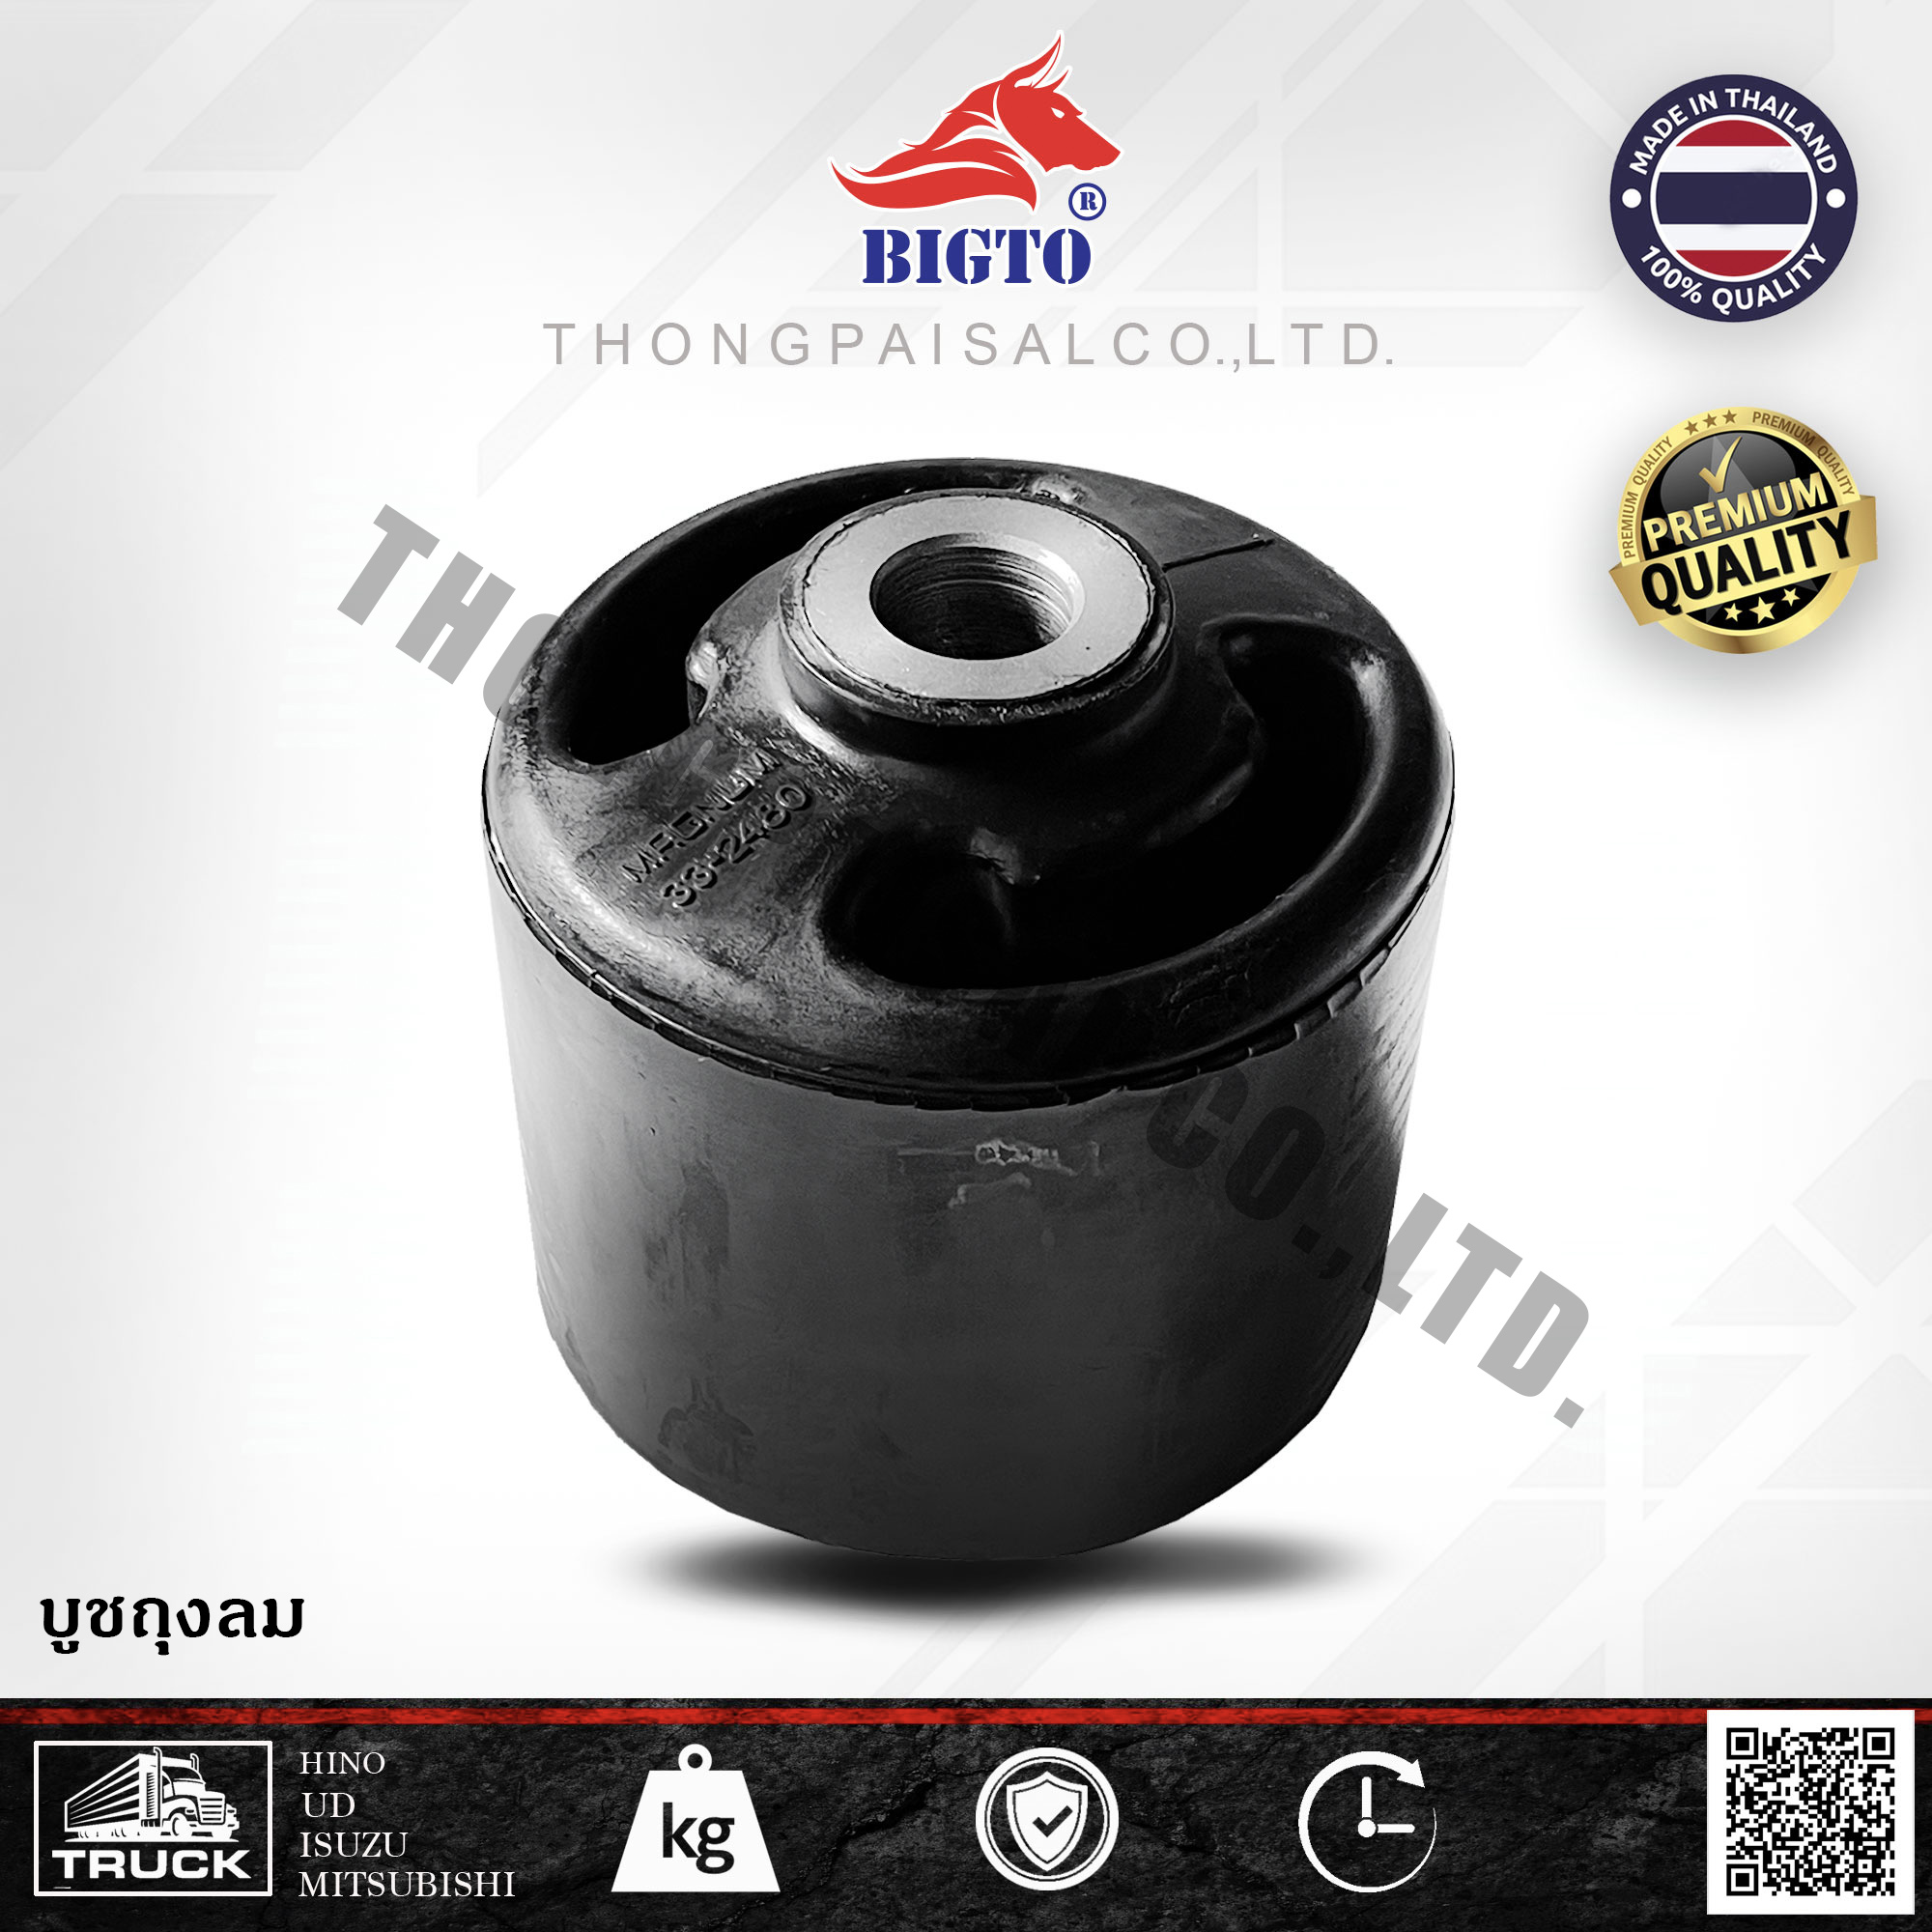 ®
BIGTO
THONGPAISALCO.,LTD.
MADE IN THAILAND
100% QUALITY
PREMIUM QUALITY
PREMIUM QUALITY
PREMIUM
QUALITY
MAGNUM
33-2480
THO CO.,LTD.
บูชถุงลม
TRUCK
HINO
UD
ISUZU
MITSUBISHI
kg